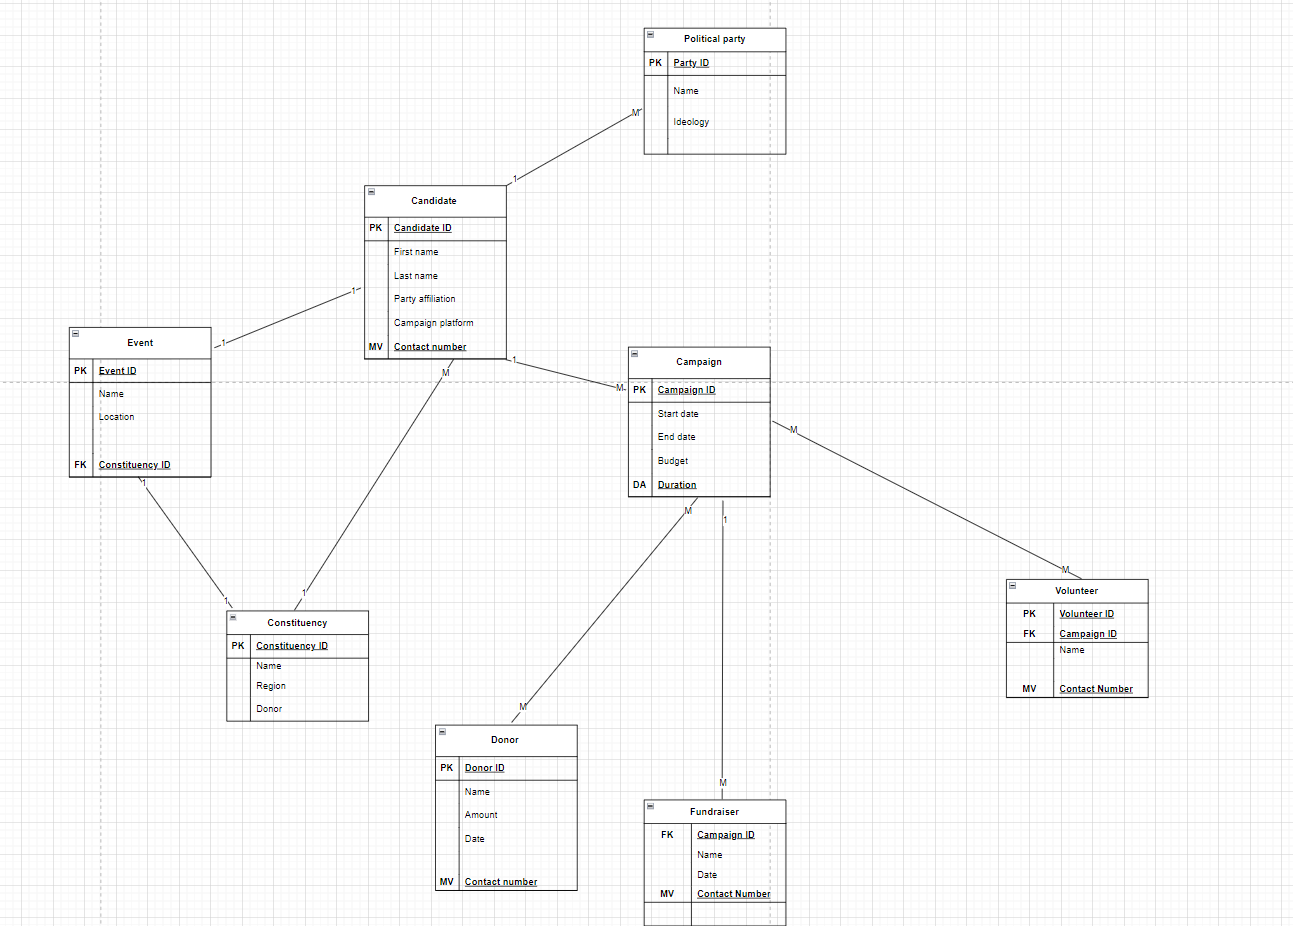 Political party
PK Party ID
Name
Ideology
M
1
Candidate
PK Candidate ID
First name
Last name
Party affiliation
Campaign platform
MV Contact number
1
1
Event
PK Event ID
Name
Location
FK Constituency ID
M
1
M
Campaign
PK Campaign ID
Start date
End date
Budget
DA Duration
M
1
M
1
1
1
M
Volunteer
PK Volunteer ID
FK Campaign ID
Name
MV Contact Number
Constituency
PK Constituency ID
Name
Region
Donor
M
Donor
PK Donor ID
Name
Amount
Date
MV Contact number
M
Fundraiser
FK Campaign ID
Name
Date
MV Contact Number